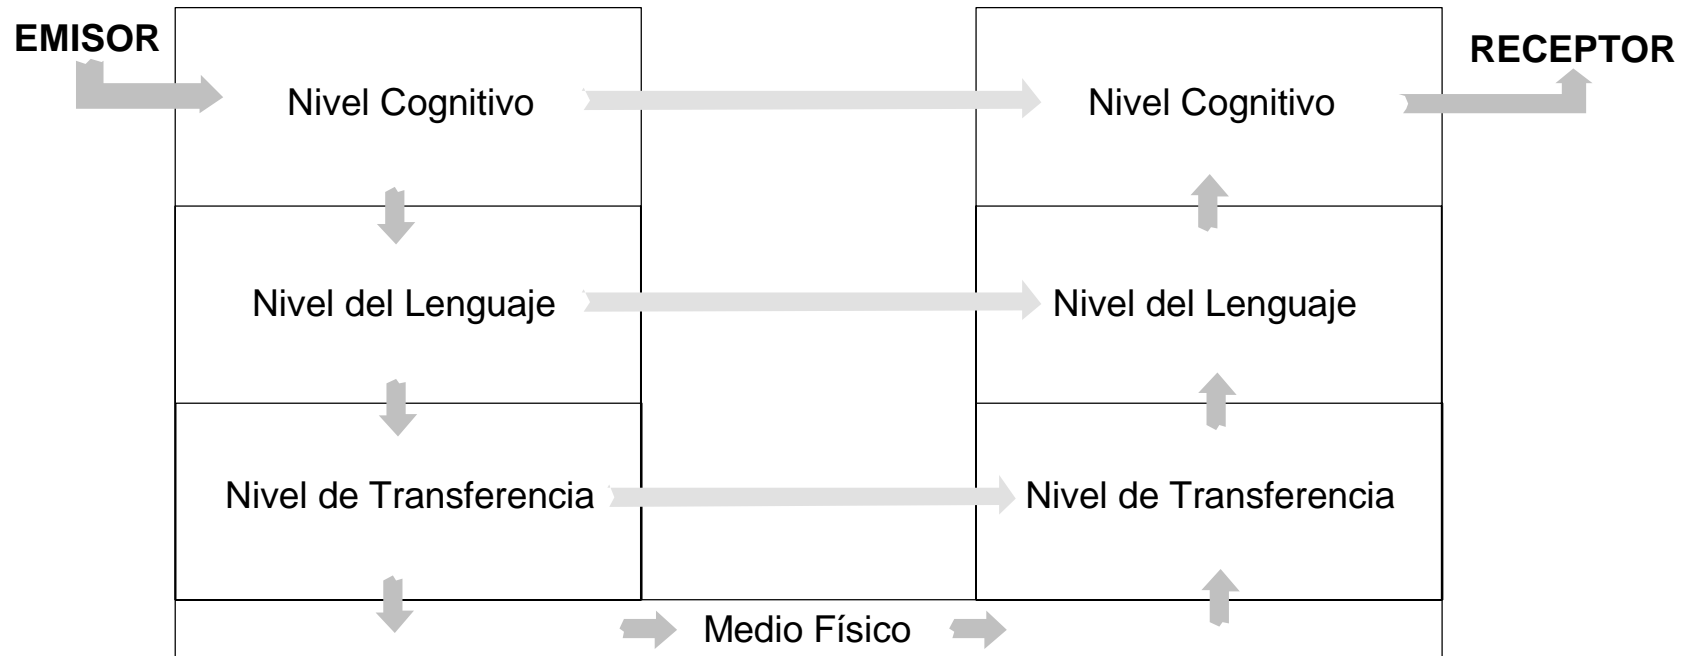 EMISOR
RECEPTOR
Nivel Cognitivo
Nivel Cognitivo
Nivel del Lenguaje
Nivel del Lenguaje
Nivel de Transferencia
Nivel de Transferencia
Medio Físico